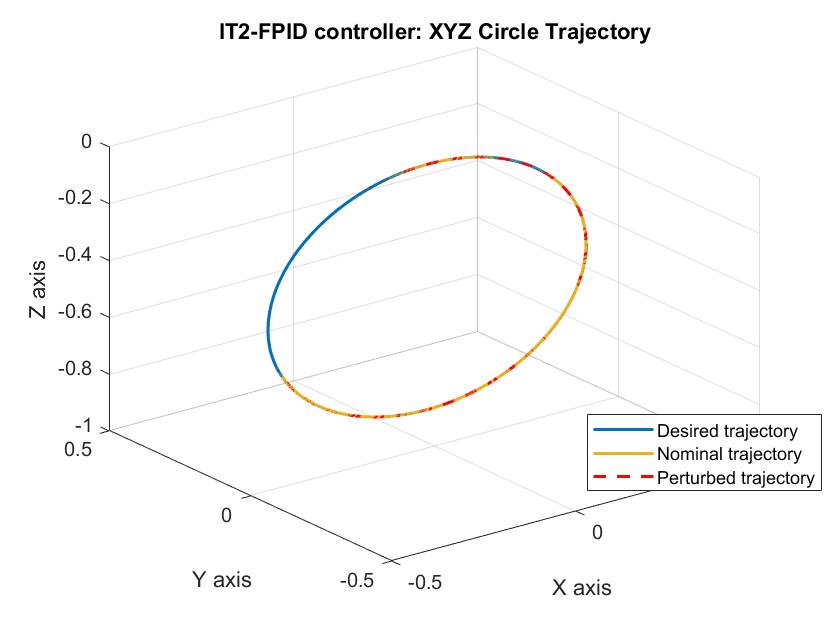 IT2-FPID controller: XYZ Circle Trajectory
0
-0.2
-0.4
-0.6
-0.8
-1
Z axis
0.5
0
-0.5
Y axis
-0.5
0
X axis
Desired trajectory
Nominal trajectory
Perturbed trajectory